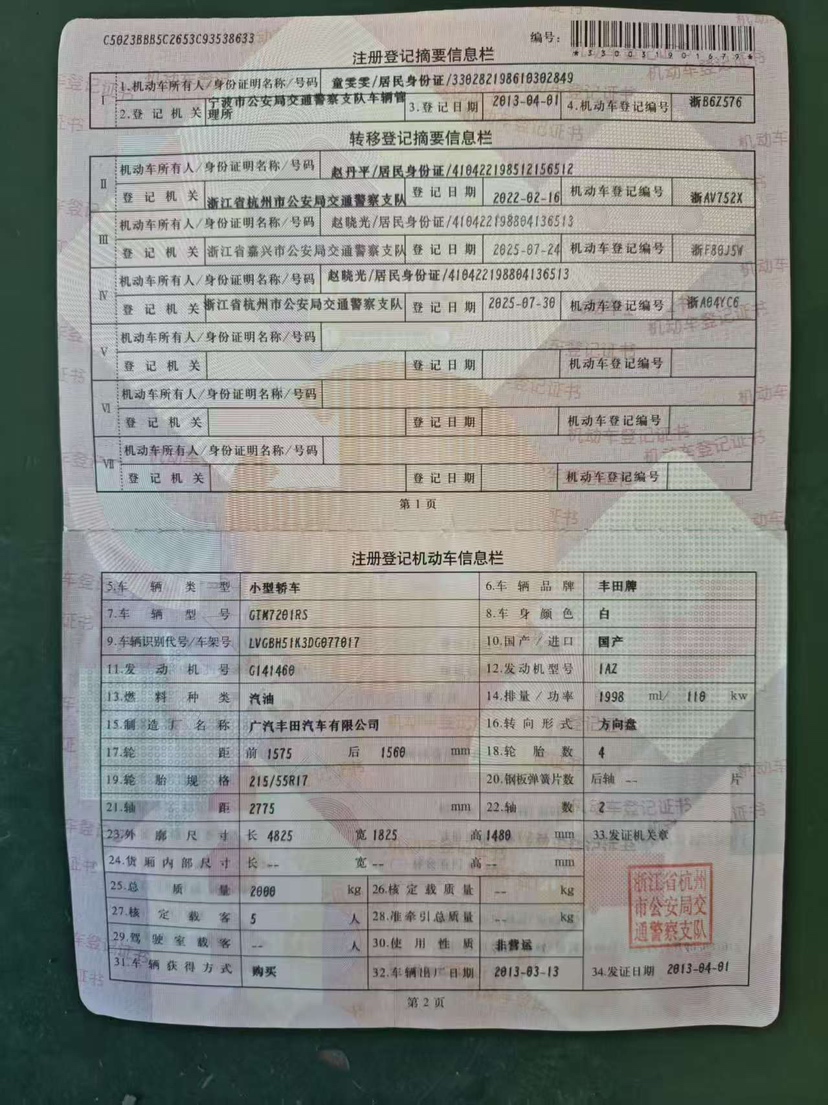 C5023BBB5C2653C93538633
编号：
*330031901679*
注册登记摘要信息栏
Ⅰ 1.机动车所有人/身份证明名称/号码 童雯雯/居民身份证/330282198610302849
2.登记机关 宁波市公安局交通警察支队车辆管理所 3.登记日期 2013-04-01 4.机动车登记编号 浙B6Z576
转移登记摘要信息栏
Ⅱ 机动车所有人/身份证明名称/号码 赵丹平/居民身份证/410422198512156512
登记机关 浙江省杭州市公安局交通警察支队 登记日期 2022-02-16 机动车登记编号 浙AV752X
Ⅲ 机动车所有人/身份证明名称/号码 赵晓光/居民身份证/410422198804136513
登记机关 浙江省嘉兴市公安局交通警察支队 登记日期 2025-07-24 机动车登记编号 浙F80J5W
Ⅳ 机动车所有人/身份证明名称/号码 赵晓光/居民身份证/410422198804136513
登记机关 浙江省杭州市公安局交通警察支队 登记日期 2025-07-30 机动车登记编号 浙A04YC6
Ⅴ 机动车所有人/身份证明名称/号码
登记机关 登记日期 机动车登记编号
Ⅵ 机动车所有人/身份证明名称/号码
登记机关 登记日期 机动车登记编号
Ⅶ 机动车所有人/身份证明名称/号码
登记机关 登记日期 机动车登记编号
第1页
注册登记机动车信息栏
5.车辆类型 小型轿车 6.车辆品牌 丰田牌
7.车辆型号 GTM7201RS 8.车身颜色 白
9.车辆识别代号/车架号 LVGBH51K3DG077017 10.国产/进口 国产
11.发动机号 G141460 12.发动机型号 1AZ
13.燃料种类 汽油 14.排量/功率 1998 ml/ 110 kw
15.制造厂名称 广汽丰田汽车有限公司 16.转向形式 方向盘
17.轮距 前 1575 后 1560 mm 18.轮胎数 4
19.轮胎规格 215/55R17 20.钢板弹簧片数 后轴 -- 片
21.轴距 2775 mm 22.轴数 2
23.外廓尺寸 长 4825 宽 1825 高 1480 mm 33.发证机关章
24.货厢内部尺寸 长 -- 宽 -- 高 -- mm
25.总质量 2000 kg 26.核定载质量 -- kg
27.核定载客 5 人 28.准牵引总质量 -- kg
29.驾驶室载客 -- 人 30.使用性质 非营运
浙江省杭州市公安局交通警察支队
31.车辆获得方式 购买 32.车辆出厂日期 2013-03-13 34.发证日期 2013-04-01
第2页